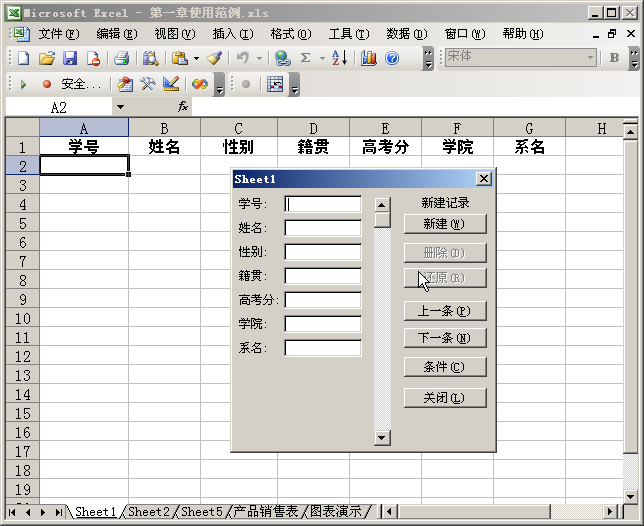 Microsoft Excel - 第一章使用范例.xls
文件(F) 编辑(E) 视图(V) 插入(I) 格式(O) 工具(T) 数据(D) 窗口(W) 帮助(H)
宋体 B
安全...
A2 fx
A B C D E F G H
1 学号 姓名 性别 籍贯 高考分 学院 系名
2
3
4
5
6
7
8
9
10
11
12
13
14
15
16
17
18
19
Sheet1
新建记录
学号:
姓名:
性别:
籍贯:
高考分:
学院:
系名:
新建(W)
删除(D)
还原(R)
上一条(P)
下一条(N)
条件(C)
关闭(L)
Sheet1 Sheet2 Sheet5 产品销售表 图表演示